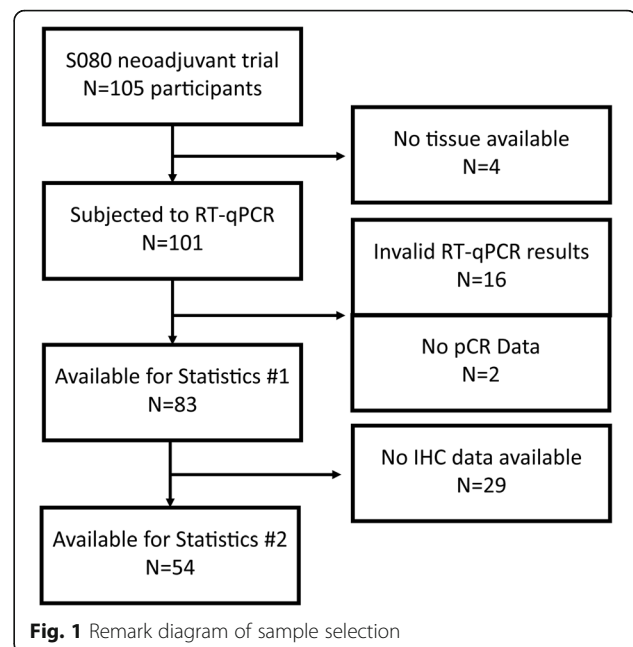 S080 neoadjuvant trial
N=105 participants
No tissue available
N=4
Subjected to RT-qPCR
N=101
Invalid RT-qPCR results
N=16
No pCR Data
N=2
Available for Statistics #1
N=83
No IHC data available
N=29
Available for Statistics #2
N=54
Fig. 1 Remark diagram of sample selection